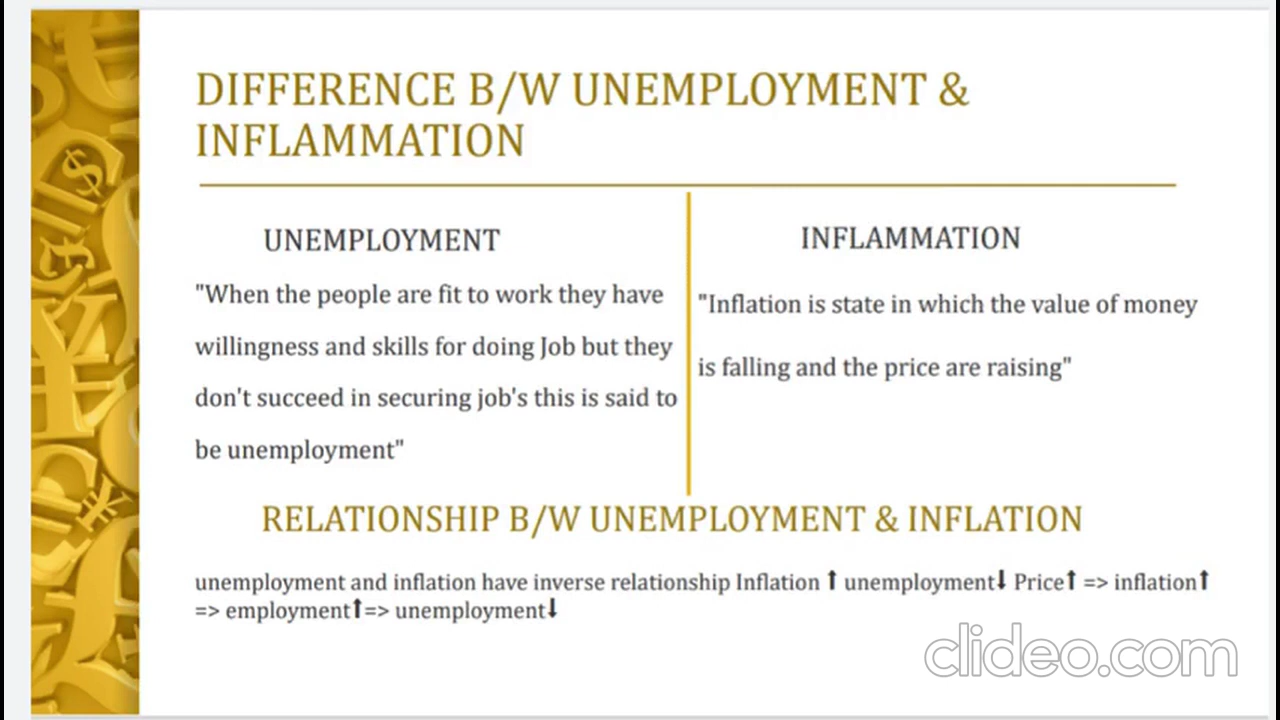 DIFFERENCE B/W UNEMPLOYMENT &
INFLAMMATION
UNEMPLOYMENT
"When the people are fit to work they have
willingness and skills for doing Job but they
don't succeed in securing job's this is said to
be unemployment"
INFLAMMATION
"Inflation is state in which the value of money
is falling and the price are raising"
RELATIONSHIP B/W UNEMPLOYMENT & INFLATION
unemployment and inflation have inverse relationship Inflation ⬆ unemployment⬇ Price⬆ => inflation⬆
=> employment⬆=> unemployment⬇
clideo.com